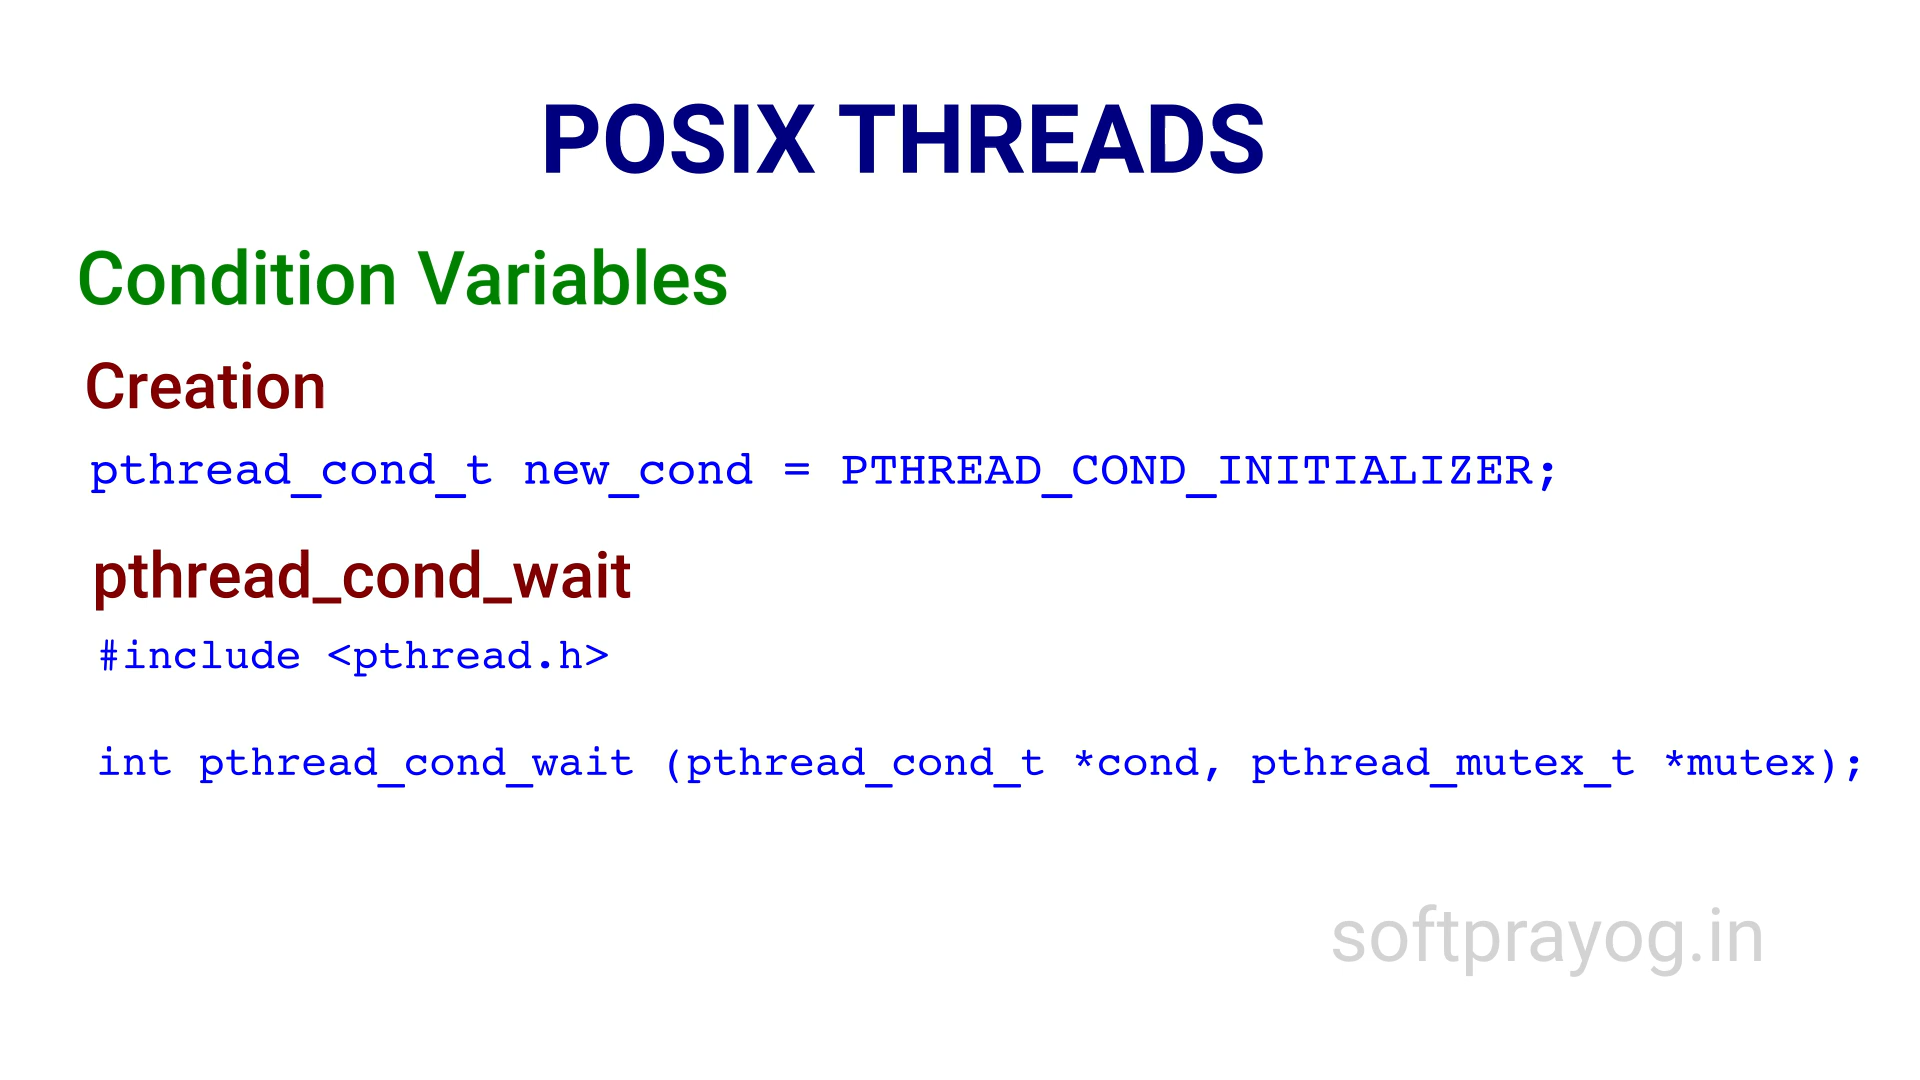 POSIX THREADS
Condition Variables
Creation
pthread_cond_t new_cond = PTHREAD_COND_INITIALIZER;
pthread_cond_wait
#include <pthread.h>
int pthread_cond_wait (pthread_cond_t *cond, pthread_mutex_t *mutex);
softprayog.in